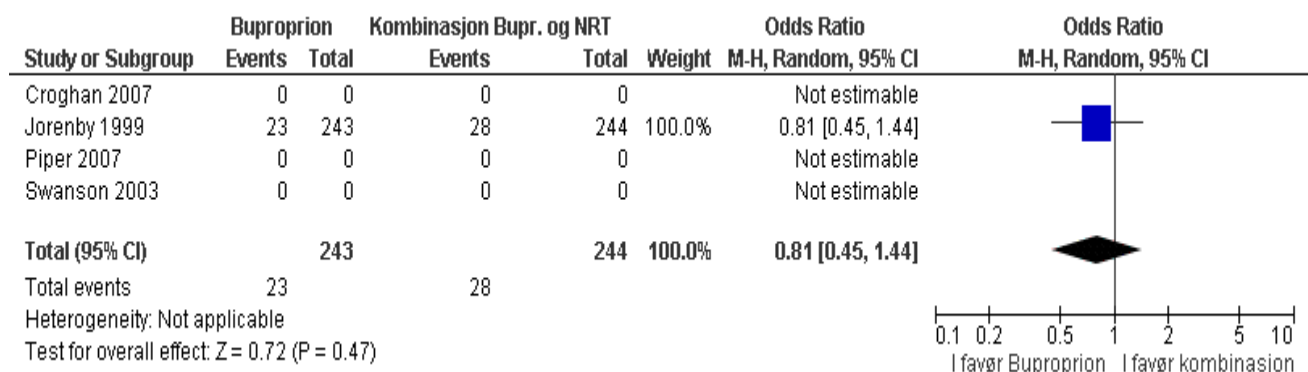 Buproprion Kombinasjon Bupr. og NRT Odds Ratio Odds Ratio
Study or Subgroup Events Total Events Total Weight M-H, Random, 95% CI M-H, Random, 95% CI
Croghan 2007 0 0 0 0 Not estimable
Jorenby 1999 23 243 28 244 100.0% 0.81 [0.45, 1.44]
Piper 2007 0 0 0 0 Not estimable
Swanson 2003 0 0 0 0 Not estimable
Total (95% CI) 243 244 100.0% 0.81 [0.45, 1.44]
Total events 23 28
Heterogeneity: Not applicable
Test for overall effect: Z = 0.72 (P = 0.47)
0.1 0.2 0.5 1 2 5 10
I favør Buproprion I favør kombinasjon